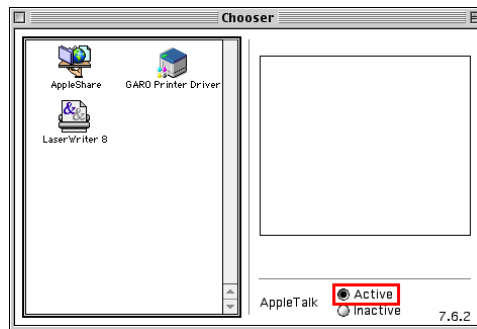 Chooser
AppleShare
GARO Printer Driver
LaserWriter 8
AppleTalk
Active
Inactive
7.6.2